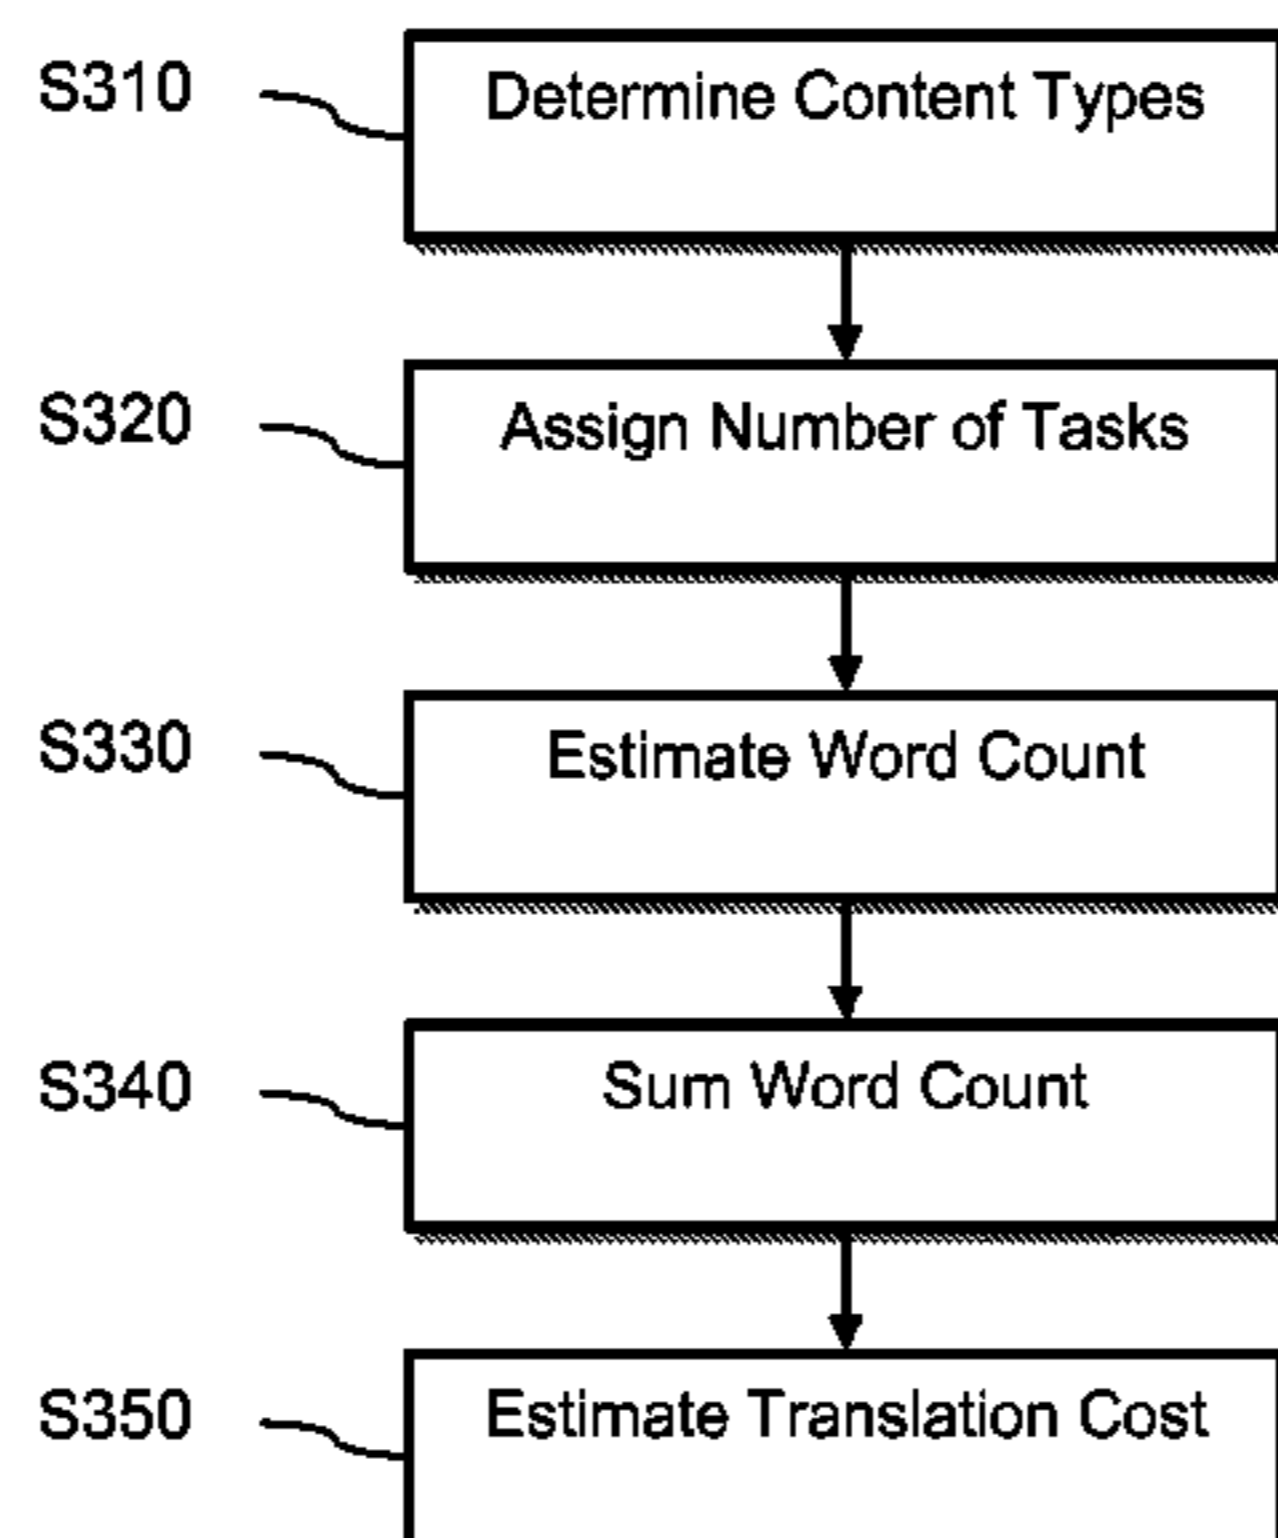 S310
Determine Content Types
S320
Assign Number of Tasks
S330
Estimate Word Count
S340
Sum Word Count
S350
Estimate Translation Cost